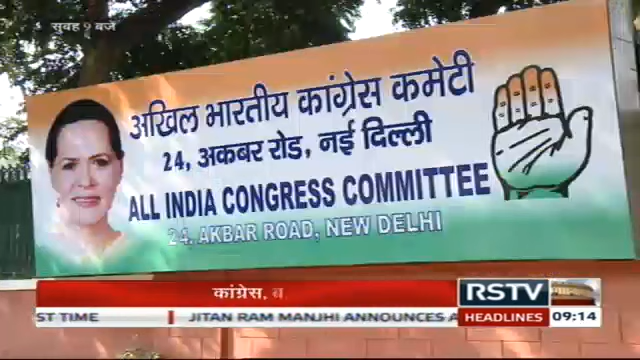 सुबह 9 बजे
अखिल भारतीय कांग्रेस कमेटी
24, अकबर रोड, नई दिल्ली
ALL INDIA CONGRESS COMMITTEE
24, AKBAR ROAD, NEW DELHI
कांग्रेस, ब
RSTV
ST TIME | JITAN RAM MANJHI ANNOUNCES A
HEADLINES
09:14